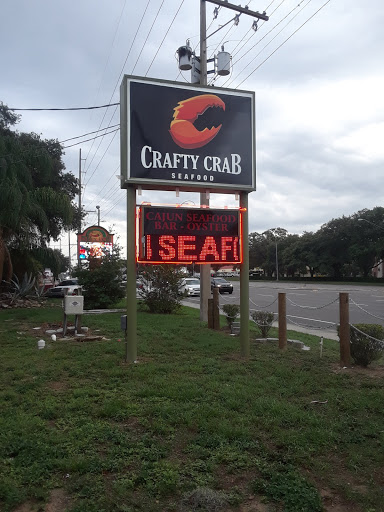 CRAFTY CRAB
SEAFOOD
CAJUN SEAFOOD
BAR - OYSTER
SEAF